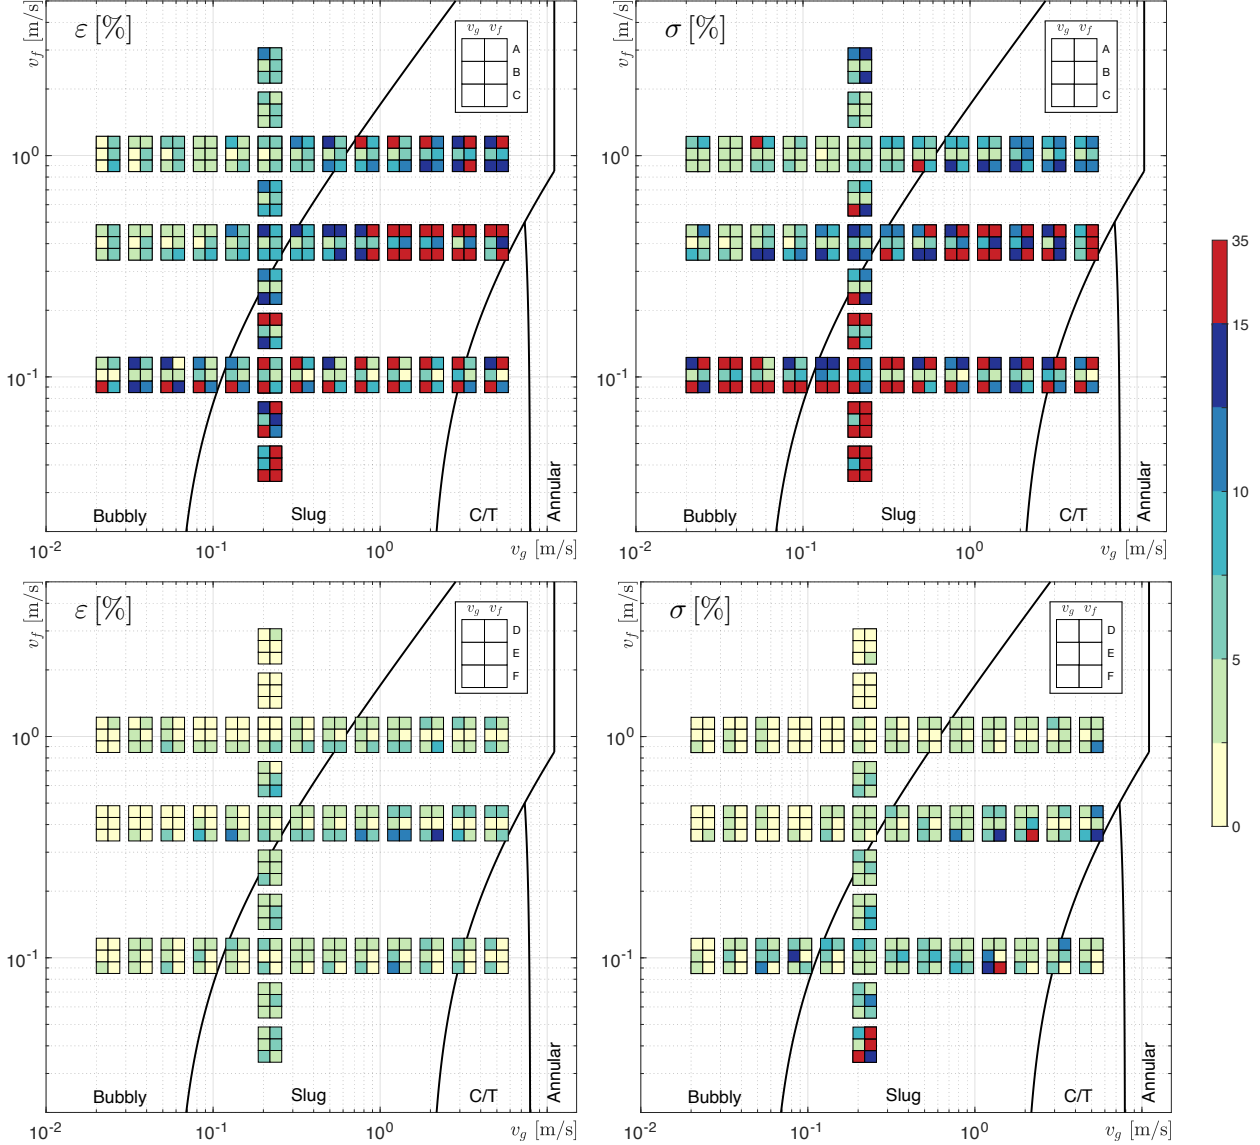 ε [%]
v_g v_f
A
B
C
v_f [m/s]
10^0
10^-1
Bubbly
Slug
C/T
Annular
10^-2
10^-1
10^0
v_g [m/s]
σ [%]
v_g v_f
A
B
C
v_f [m/s]
10^0
10^-1
Bubbly
Slug
C/T
Annular
10^-2
10^-1
10^0
v_g [m/s]
ε [%]
v_g v_f
D
E
F
v_f [m/s]
10^0
10^-1
Bubbly
Slug
C/T
Annular
10^-2
10^-1
10^0
v_g [m/s]
σ [%]
v_g v_f
D
E
F
v_f [m/s]
10^0
10^-1
Bubbly
Slug
C/T
Annular
10^-2
10^-1
10^0
v_g [m/s]
35
15
10
5
0